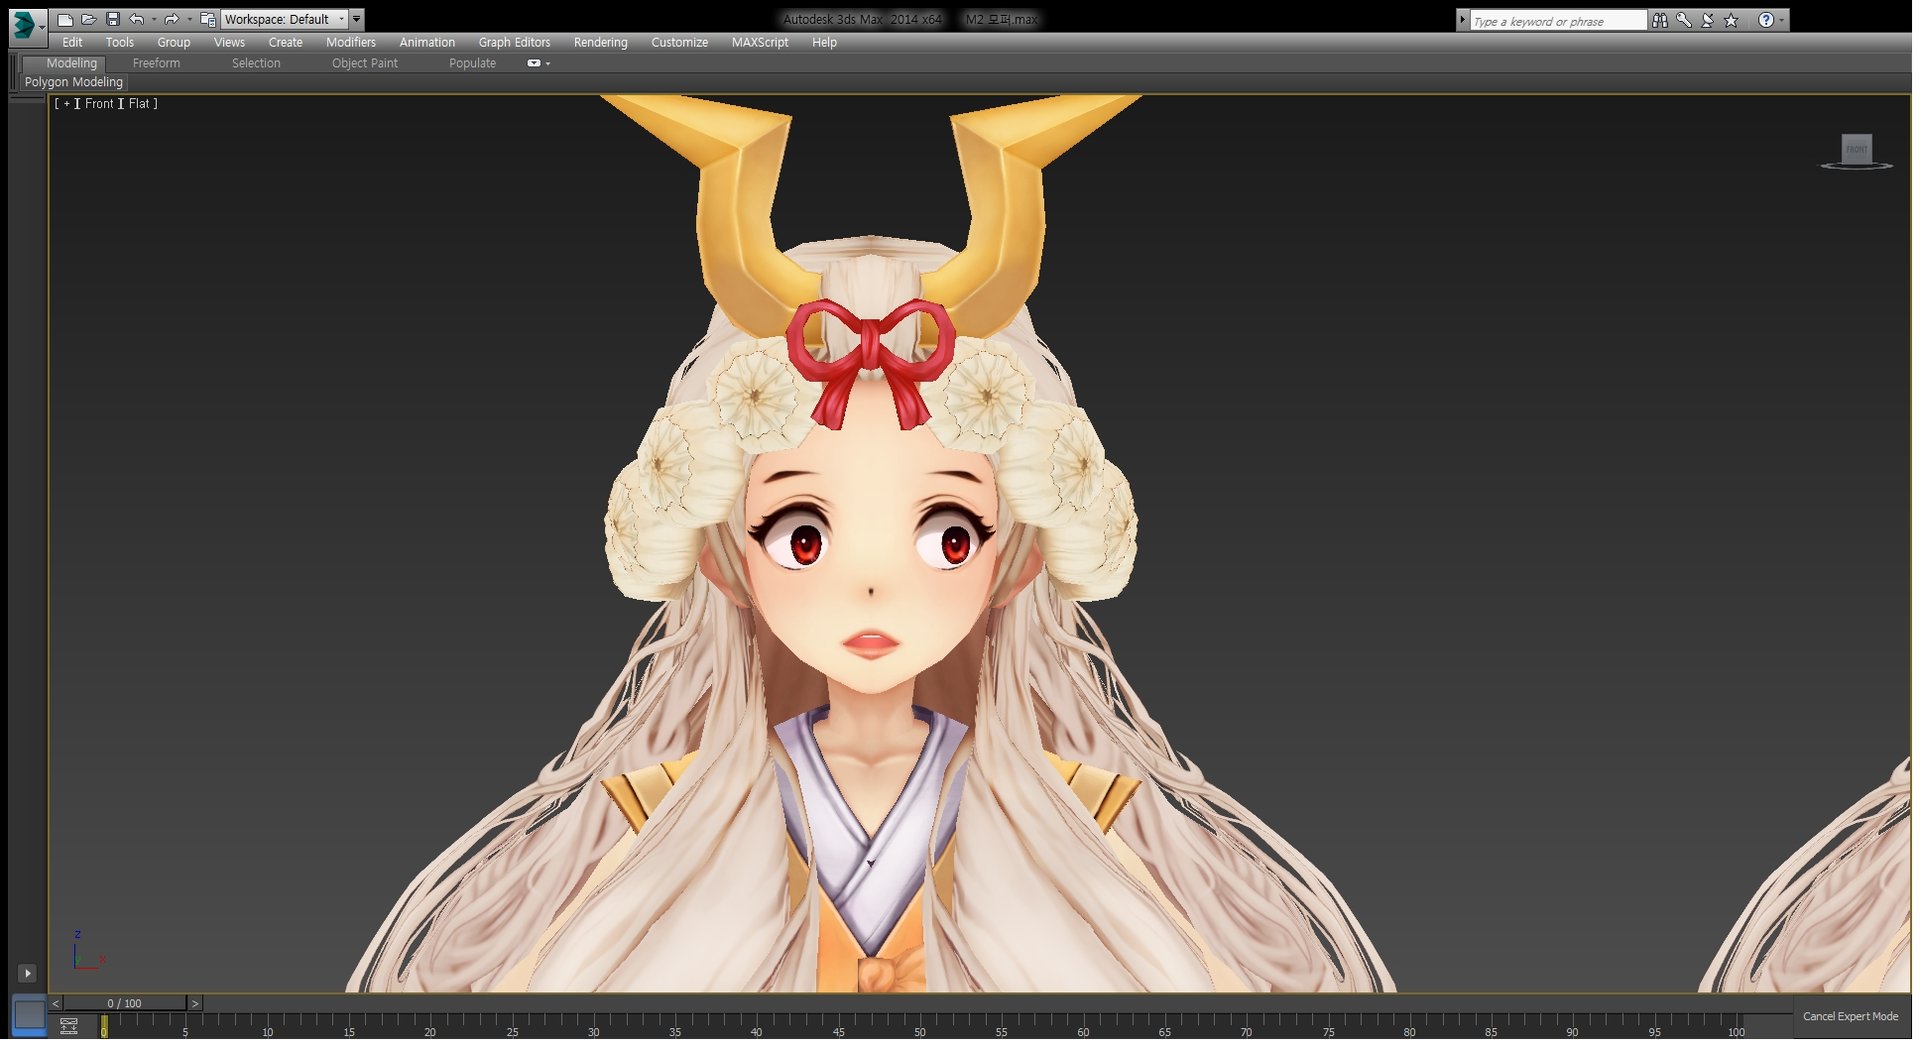 Workspace: Default
Autodesk 3ds Max 2014 x64 M2 모퍼.max
Type a keyword or phrase
Edit Tools Group Views Create Modifiers Animation Graph Editors Rendering Customize MAXScript Help
Modeling Freeform Selection Object Paint Populate
Polygon Modeling
[ + ][ Front ][ Flat ]
FRONT
z
y x
< 0 / 100 >
0 5 10 15 20 25 30 35 40 45 50 55 60 65 70 75 80 85 90 95 100
Cancel Expert Mode